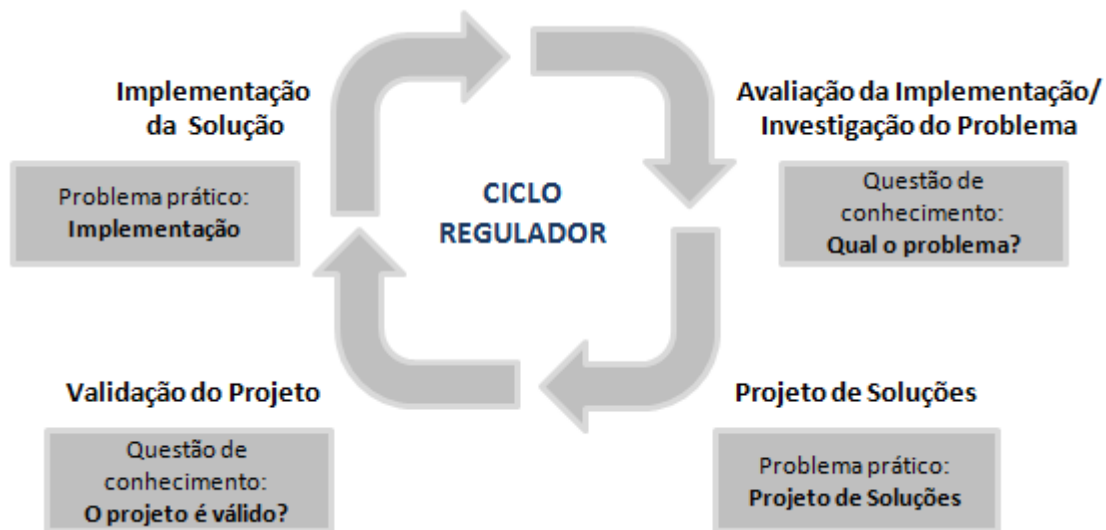 Implementação
da Solução
Problema prático:
Implementação
CICLO
REGULADOR
Avaliação da Implementação/
Investigação do Problema
Questão de
conhecimento:
Qual o problema?
Validação do Projeto
Questão de
conhecimento:
O projeto é válido?
Projeto de Soluções
Problema prático:
Projeto de Soluções